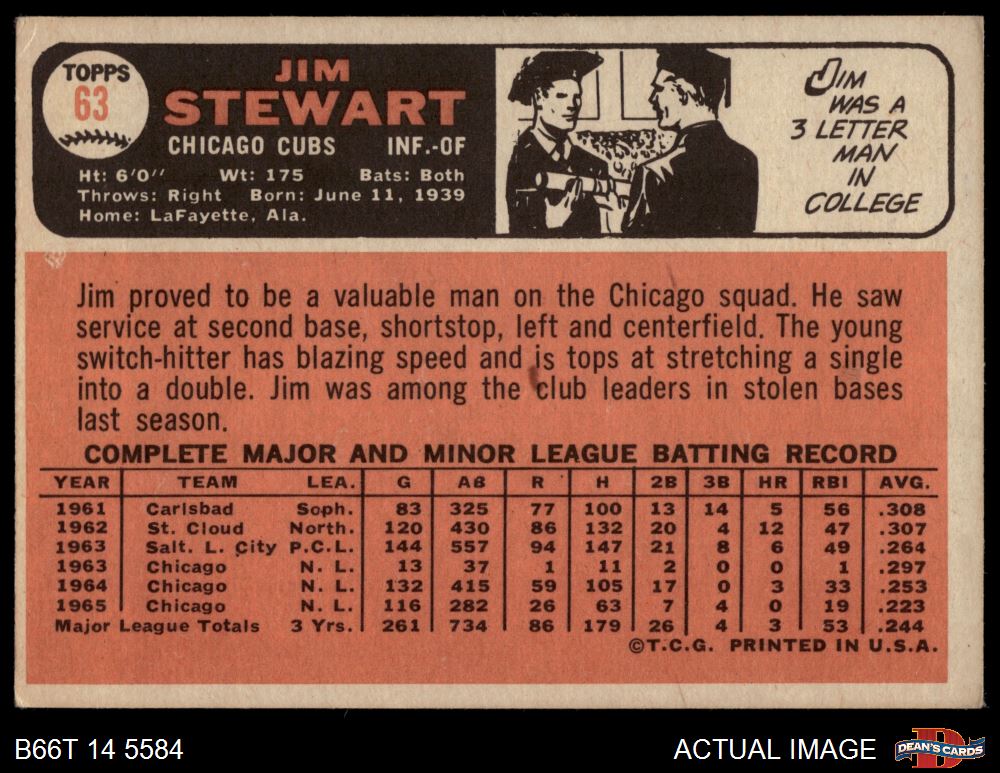 TOPPS
63
JIM
STEWART
CHICAGO CUBS INF.-OF
Ht: 6'0" Wt: 175 Bats: Both
Throws: Right Born: June 11, 1939
Home: LaFayette, Ala.
JIM
WAS A
3 LETTER
MAN
IN
COLLEGE
Jim proved to be a valuable man on the Chicago squad. He saw
service at second base, shortstop, left and centerfield. The young
switch-hitter has blazing speed and is tops at stretching a single
into a double. Jim was among the club leaders in stolen bases
last season.
COMPLETE MAJOR AND MINOR LEAGUE BATTING RECORD
YEAR TEAM LEA. G AB R H 2B 3B HR RBI AVG.
1961 Carlsbad Soph. 83 325 77 100 13 14 5 56 .308
1962 St. Cloud North. 120 430 86 132 20 4 12 47 .307
1963 Salt. L. City P.C.L. 144 557 94 147 21 8 6 49 .264
1963 Chicago N. L. 13 37 1 11 2 0 0 1 .297
1964 Chicago N. L. 132 415 59 105 17 0 3 33 .253
1965 Chicago N. L. 116 282 26 63 7 4 0 19 .223
Major League Totals 3 Yrs. 261 734 86 179 26 4 3 53 .244
©T.C.G. PRINTED IN U.S.A.
B66T 14 5584
ACTUAL IMAGE
D
DEAN'S CARDS